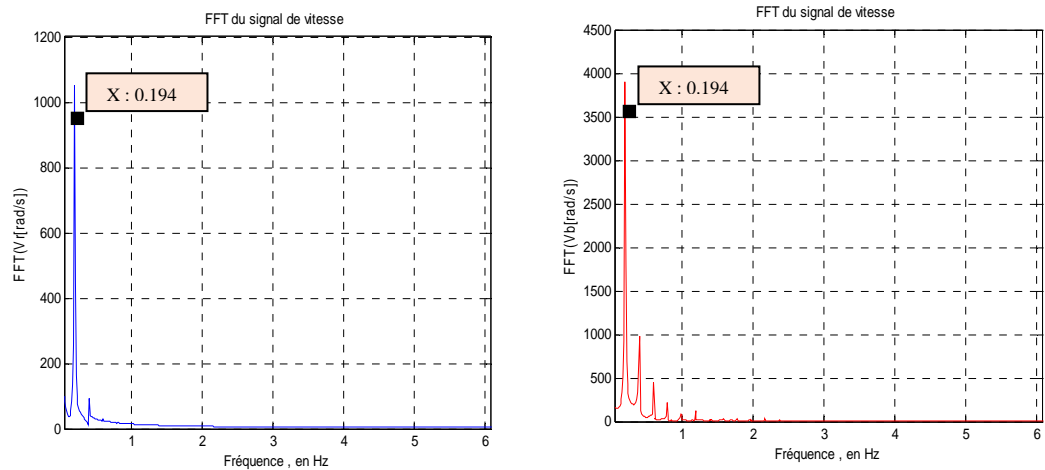 FFT du signal de vitesse
1200
1000
800
600
400
200
0
X : 0.194
FFT(Vr[rad/s])
1 2 3 4 5 6
Fréquence , en Hz
FFT du signal de vitesse
4500
4000
3500
3000
2500
2000
1500
1000
500
0
X : 0.194
FFT(Vb[rad/s])
1 2 3 4 5 6
Fréquence , en Hz